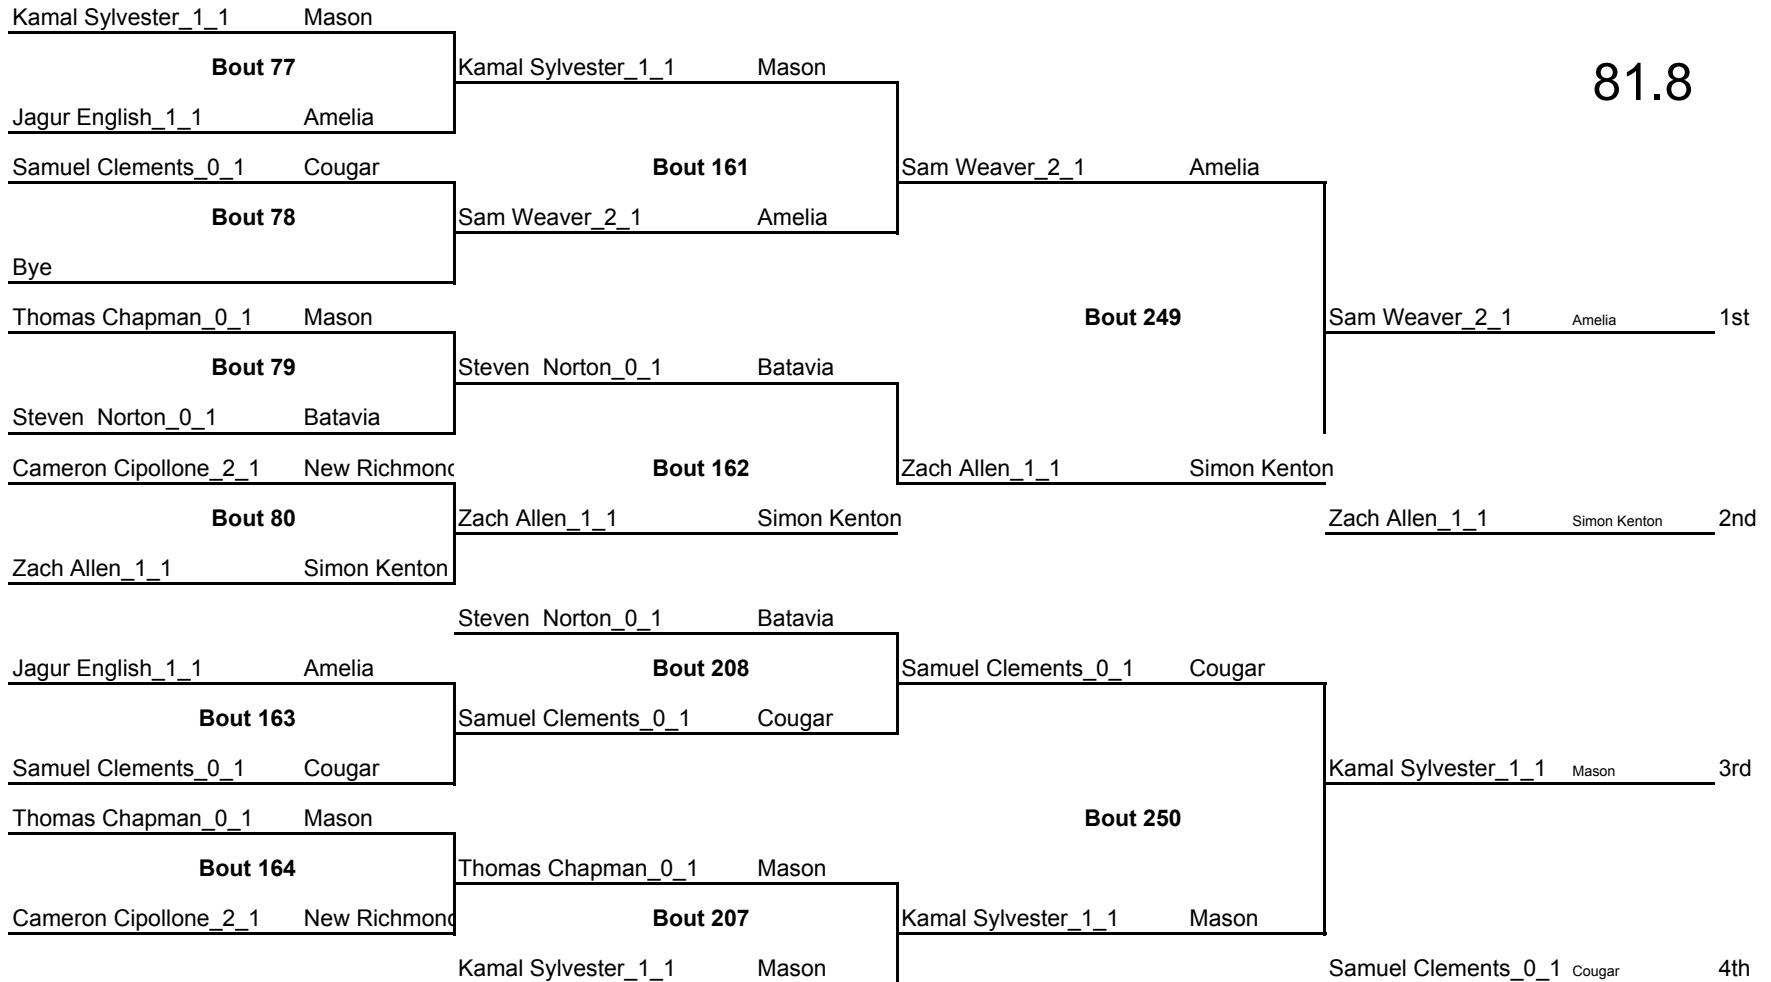 Kamal Sylvester_1_1 Mason
Bout 77 Kamal Sylvester_1_1 Mason
81.8
Jagur English_1_1 Amelia
Samuel Clements_0_1 Cougar Bout 161 Sam Weaver_2_1 Amelia
Bout 78 Sam Weaver_2_1 Amelia
Bye
Thomas Chapman_0_1 Mason Bout 249 Sam Weaver_2_1 Amelia 1st
Bout 79 Steven  Norton_0_1 Batavia
Steven  Norton_0_1 Batavia
Cameron Cipollone_2_1 New Richmond Bout 162 Zach Allen_1_1 Simon Kenton
Bout 80 Zach Allen_1_1 Simon Kenton Zach Allen_1_1 Simon Kenton 2nd
Zach Allen_1_1 Simon Kenton
Steven  Norton_0_1 Batavia
Jagur English_1_1 Amelia Bout 208 Samuel Clements_0_1 Cougar
Bout 163 Samuel Clements_0_1 Cougar
Samuel Clements_0_1 Cougar Kamal Sylvester_1_1 Mason 3rd
Thomas Chapman_0_1 Mason Bout 250
Bout 164 Thomas Chapman_0_1 Mason
Cameron Cipollone_2_1 New Richmond Bout 207 Kamal Sylvester_1_1 Mason
Kamal Sylvester_1_1 Mason Samuel Clements_0_1 Cougar 4th